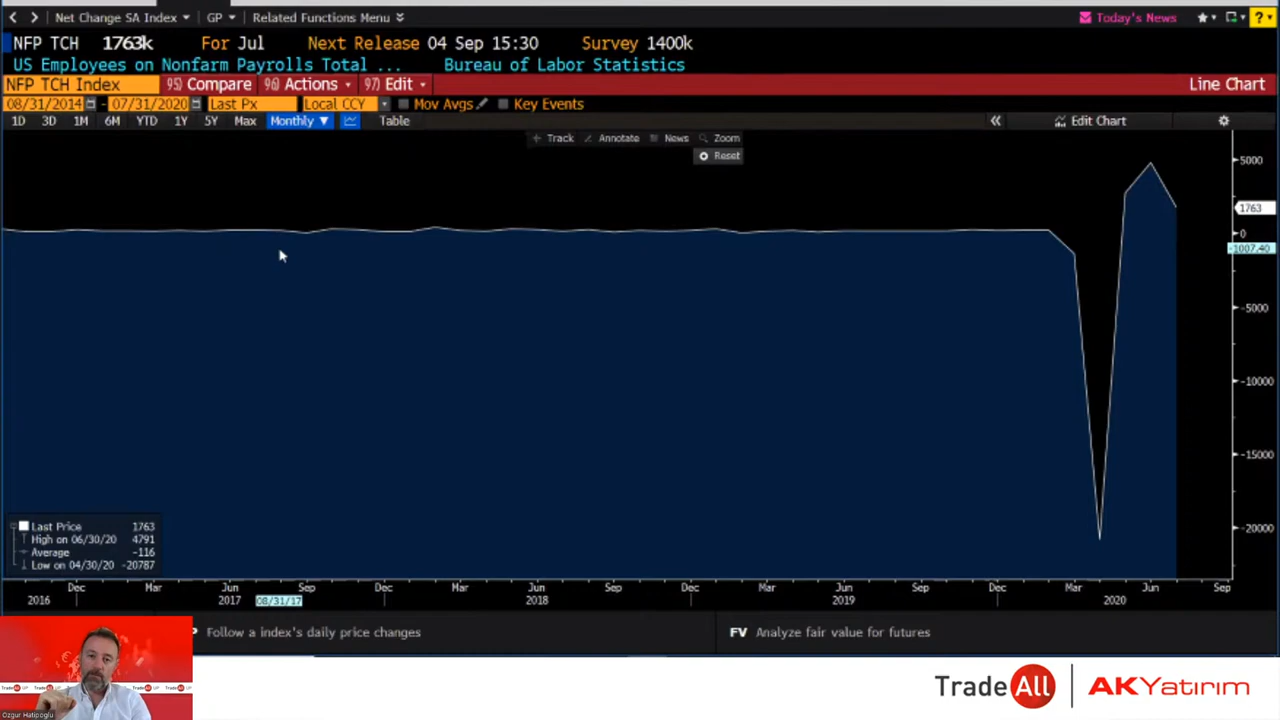 Net Change SA Index GP Related Functions Menu Today's News ?
NFP TCH 1763k For Jul Next Release 04 Sep 15:30 Survey 1400k
US Employees on Nonfarm Payrolls Total ... Bureau of Labor Statistics
NFP TCH Index 95) Compare 96) Actions 97) Edit Line Chart
08/31/2014 - 07/31/2020 Last Px Local CCY Mov Avgs Key Events
1D 3D 1M 6M YTD 1Y 5Y Max Monthly ▼ Table « Edit Chart
Track Annotate News Zoom
Reset
5000
1763
0
-1007.40
-5000
-10000
-15000
-20000
Last Price 1763
High on 06/30/20 4791
Average -116
Low on 04/30/20 -20787
Dec Mar Jun Sep Dec Mar Jun Sep Dec Mar Jun Sep Dec Mar Jun Sep
2016 2017 08/31/17 2018 2019 2020
Follow a index's daily price changes FV Analyze fair value for futures
TradeAll AKYatırım
Ozgur Hatipoglu